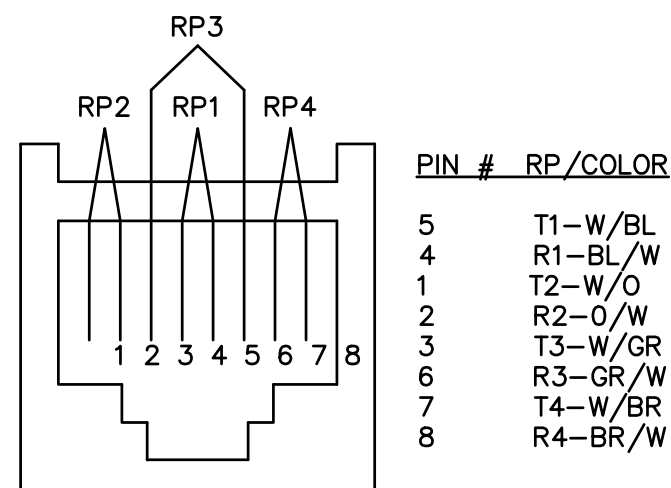 RP3
RP2 RP1 RP4
1 2 3 4 5 6 7 8
PIN # RP/COLOR
5 T1-W/BL
4 R1-BL/W
1 T2-W/O
2 R2-O/W
3 T3-W/GR
6 R3-GR/W
7 T4-W/BR
8 R4-BR/W